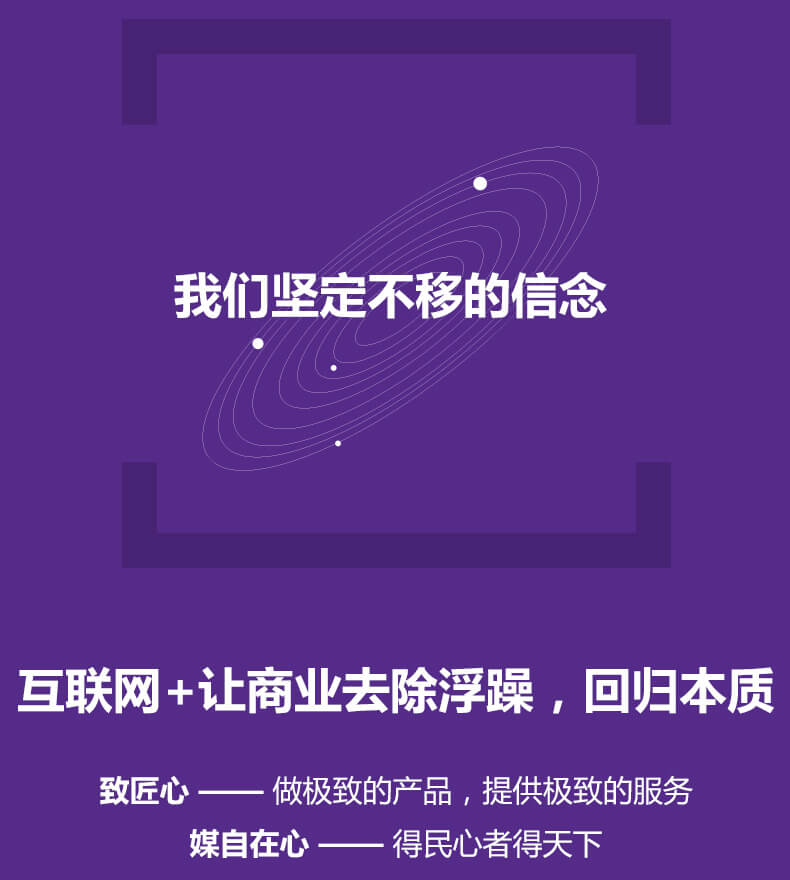 我们坚定不移的信念
互联网+让商业去除浮躁，回归本质
致匠心 —— 做极致的产品，提供极致的服务
媒自在心 —— 得民心者得天下